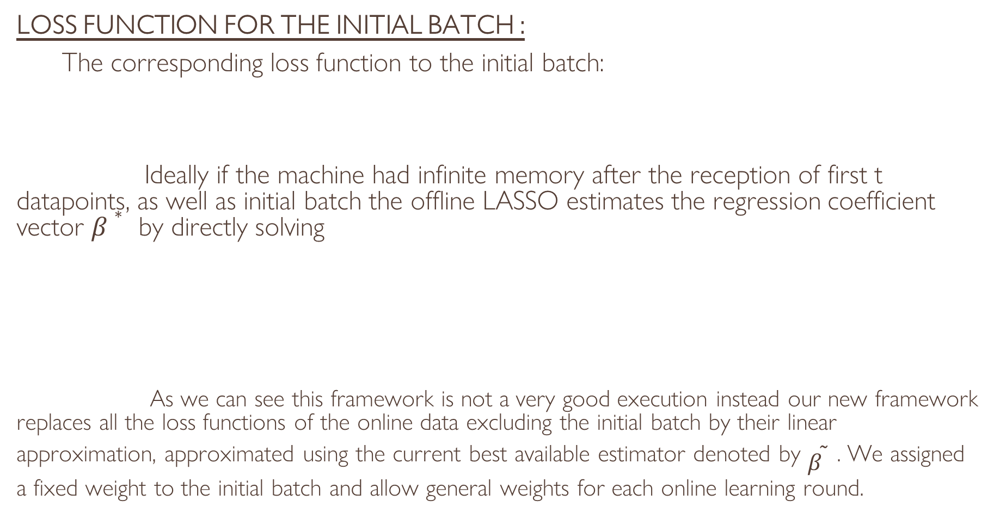 LOSS FUNCTION FOR THE INITIAL BATCH :
The corresponding loss function to the initial batch:
Ideally if the machine had infinite memory after the reception of first t
datapoints, as well as initial batch the offline LASSO estimates the regression coefficient
vector β * by directly solving
As we can see this framework is not a very good execution instead our new framework
replaces all the loss functions of the online data excluding the initial batch by their linear
approximation, approximated using the current best available estimator denoted by β̃ . We assigned
a fixed weight to the initial batch and allow general weights for each online learning round.